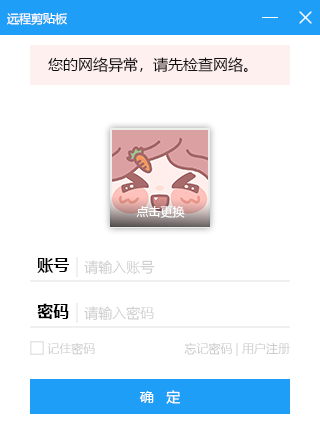 远程剪贴板
您的网络异常，请先检查网络。
点击更换
账号 请输入账号
密码 请输入密码
记住密码 忘记密码 | 用户注册
确 定